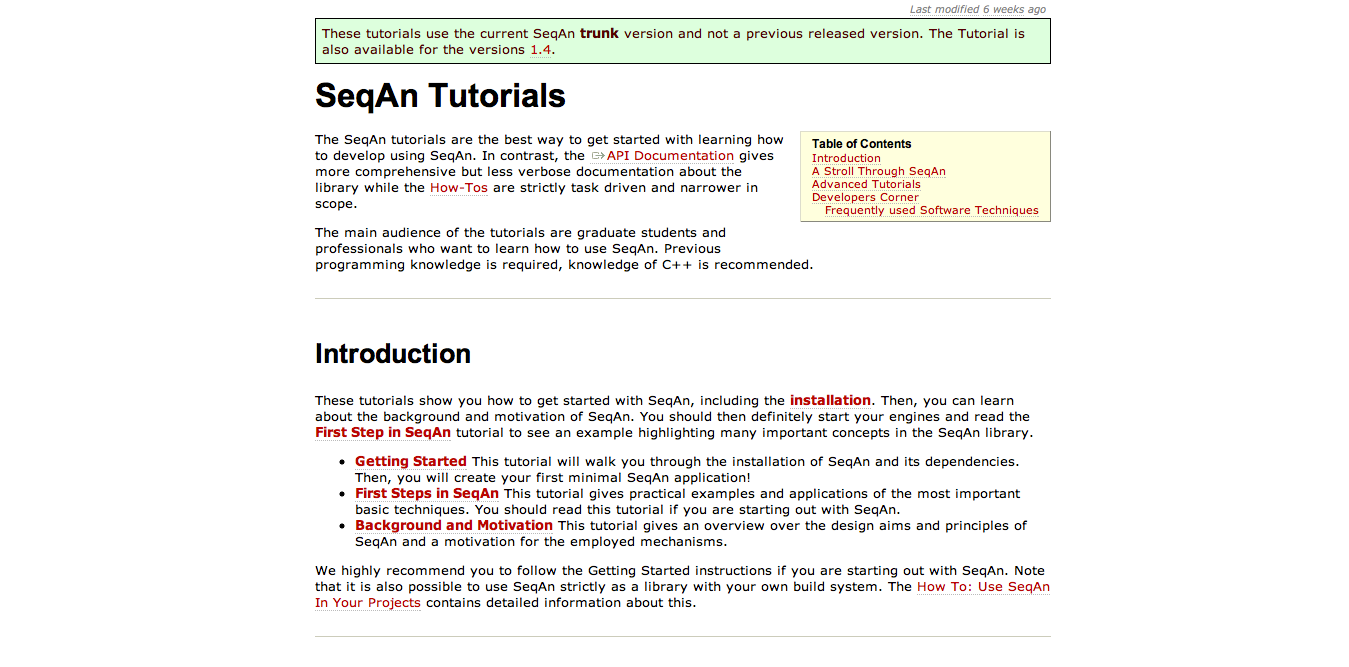 Last modified 6 weeks ago
These tutorials use the current SeqAn trunk version and not a previous released version. The Tutorial is
also available for the versions 1.4.
SeqAn Tutorials
The SeqAn tutorials are the best way to get started with learning how
to develop using SeqAn. In contrast, the API Documentation gives
more comprehensive but less verbose documentation about the
library while the How-Tos are strictly task driven and narrower in
scope.
Table of Contents
Introduction
A Stroll Through SeqAn
Advanced Tutorials
Developers Corner
Frequently used Software Techniques
The main audience of the tutorials are graduate students and
professionals who want to learn how to use SeqAn. Previous
programming knowledge is required, knowledge of C++ is recommended.
Introduction
These tutorials show you how to get started with SeqAn, including the installation. Then, you can learn
about the background and motivation of SeqAn. You should then definitely start your engines and read the
First Step in SeqAn tutorial to see an example highlighting many important concepts in the SeqAn library.
• Getting Started This tutorial will walk you through the installation of SeqAn and its dependencies.
Then, you will create your first minimal SeqAn application!
• First Steps in SeqAn This tutorial gives practical examples and applications of the most important
basic techniques. You should read this tutorial if you are starting out with SeqAn.
• Background and Motivation This tutorial gives an overview over the design aims and principles of
SeqAn and a motivation for the employed mechanisms.
We highly recommend you to follow the Getting Started instructions if you are starting out with SeqAn. Note
that it is also possible to use SeqAn strictly as a library with your own build system. The How To: Use SeqAn
In Your Projects contains detailed information about this.